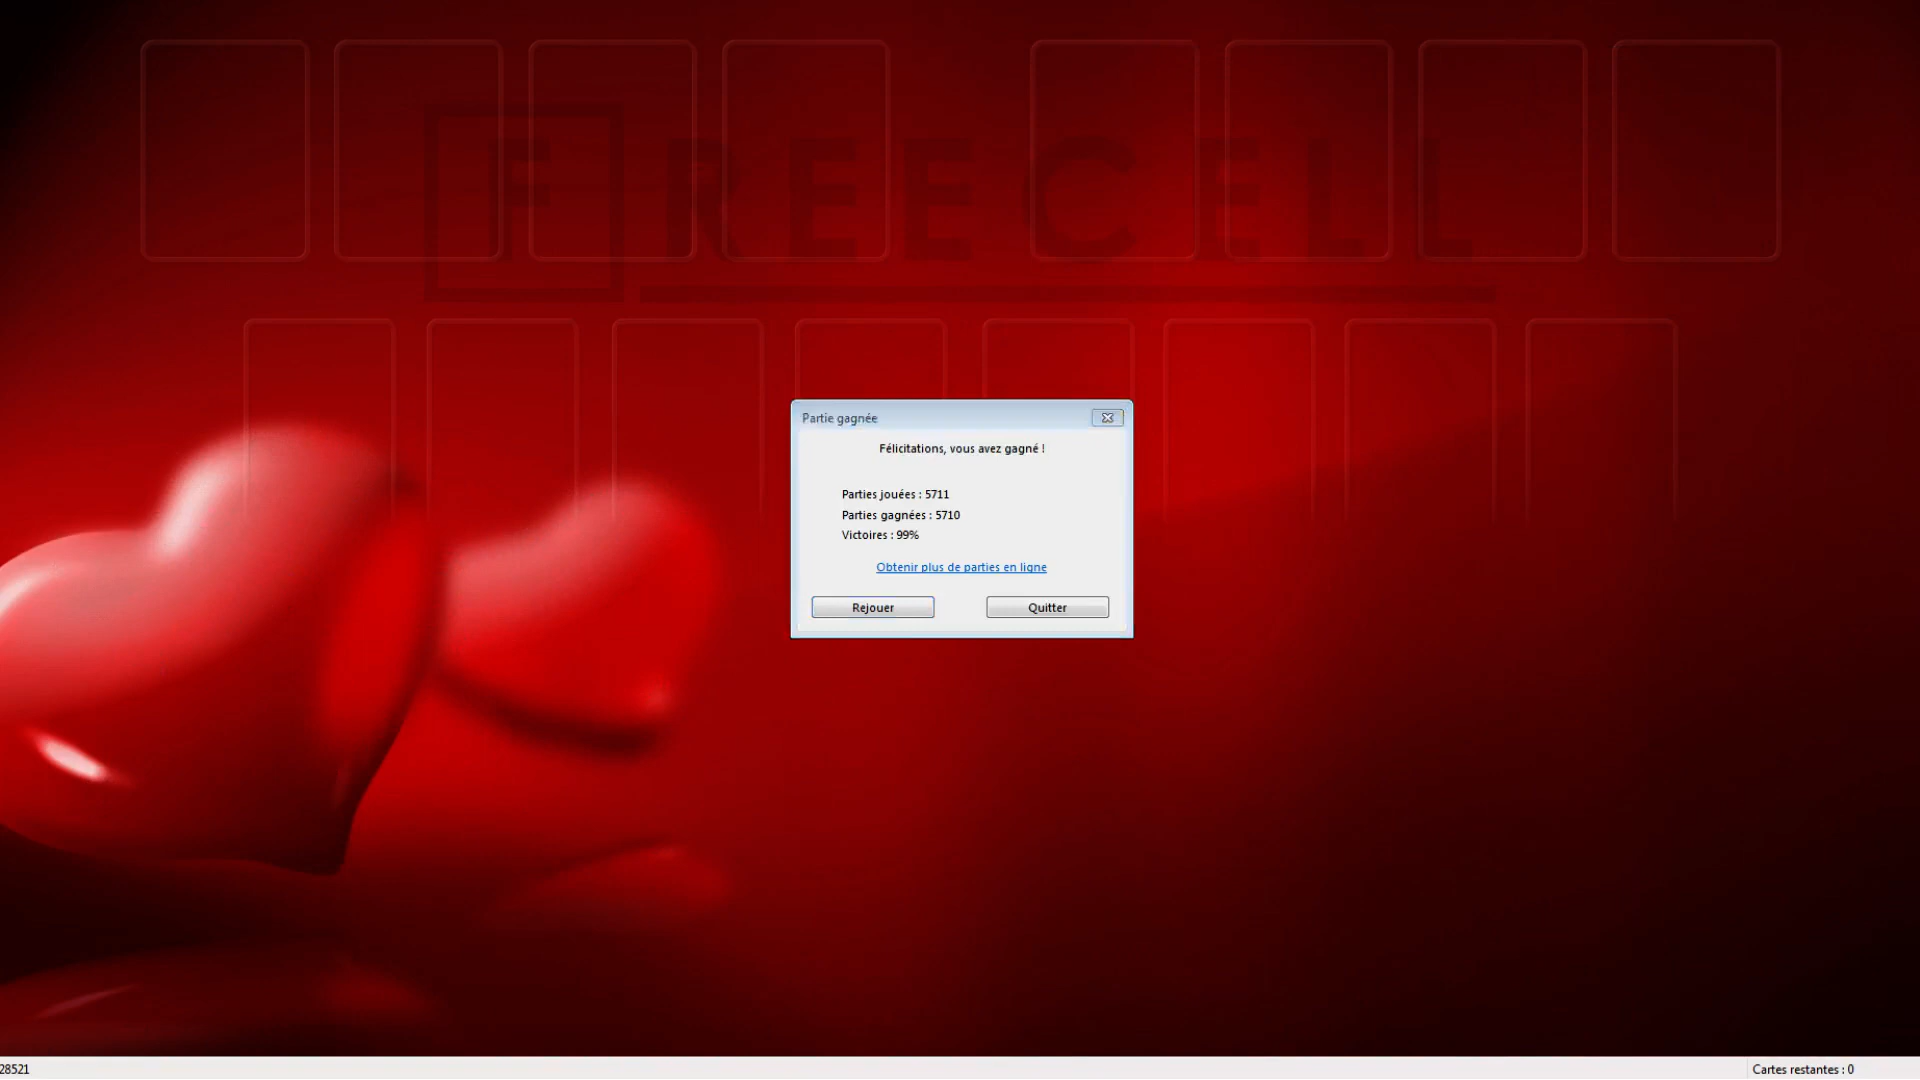 FREECELL
Partie gagnée
Félicitations, vous avez gagné !
Parties jouées : 5711
Parties gagnées : 5710
Victoires : 99%
Obtenir plus de parties en ligne
Rejouer
Quitter
28521
Cartes restantes : 0